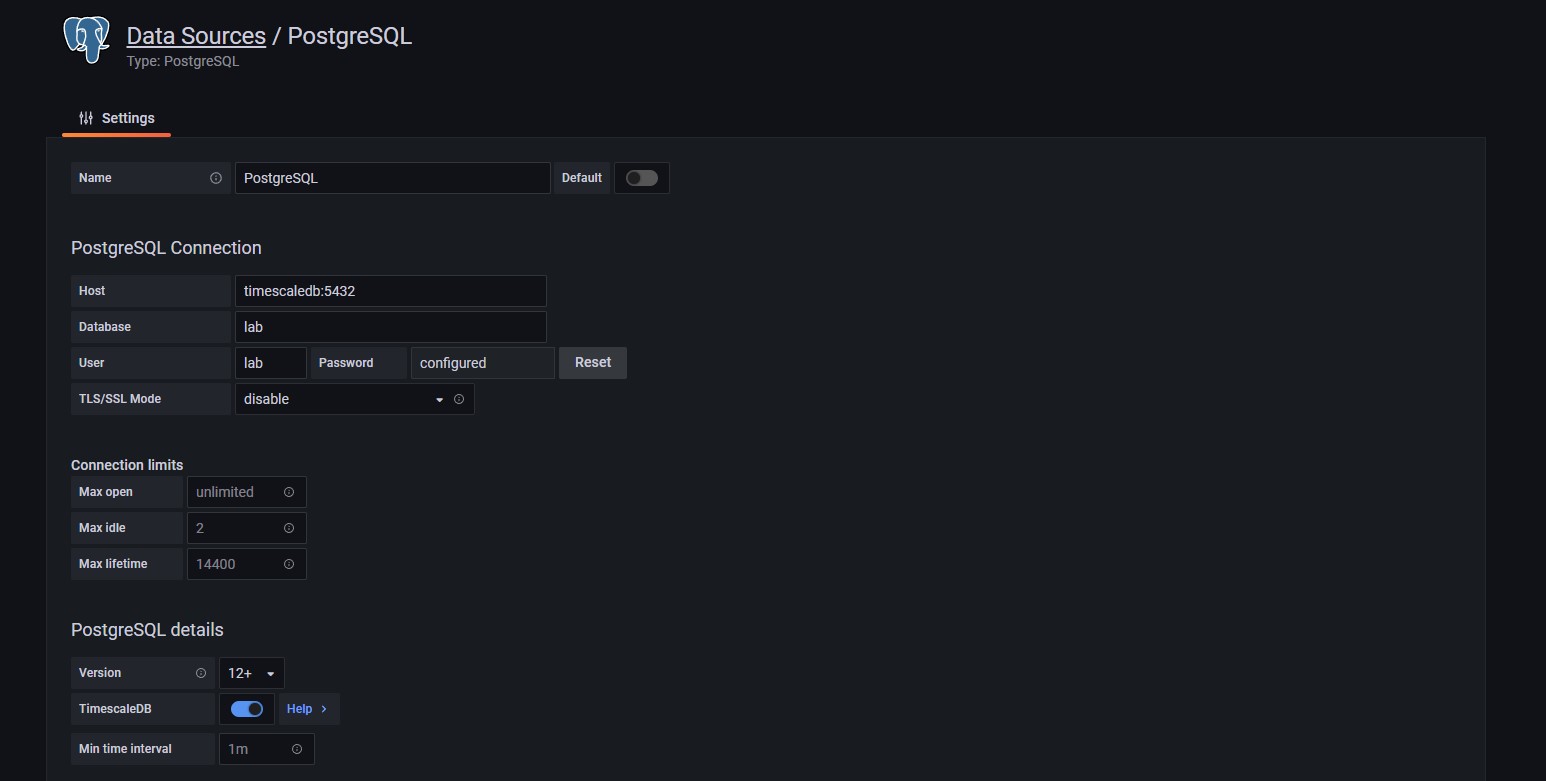 Data Sources / PostgreSQL
Type: PostgreSQL
Settings
Name PostgreSQL Default
PostgreSQL Connection
Host timescaledb:5432
Database lab
User lab Password configured Reset
TLS/SSL Mode disable
Connection limits
Max open unlimited
Max idle 2
Max lifetime 14400
PostgreSQL details
Version 12+
TimescaleDB Help >
Min time interval 1m